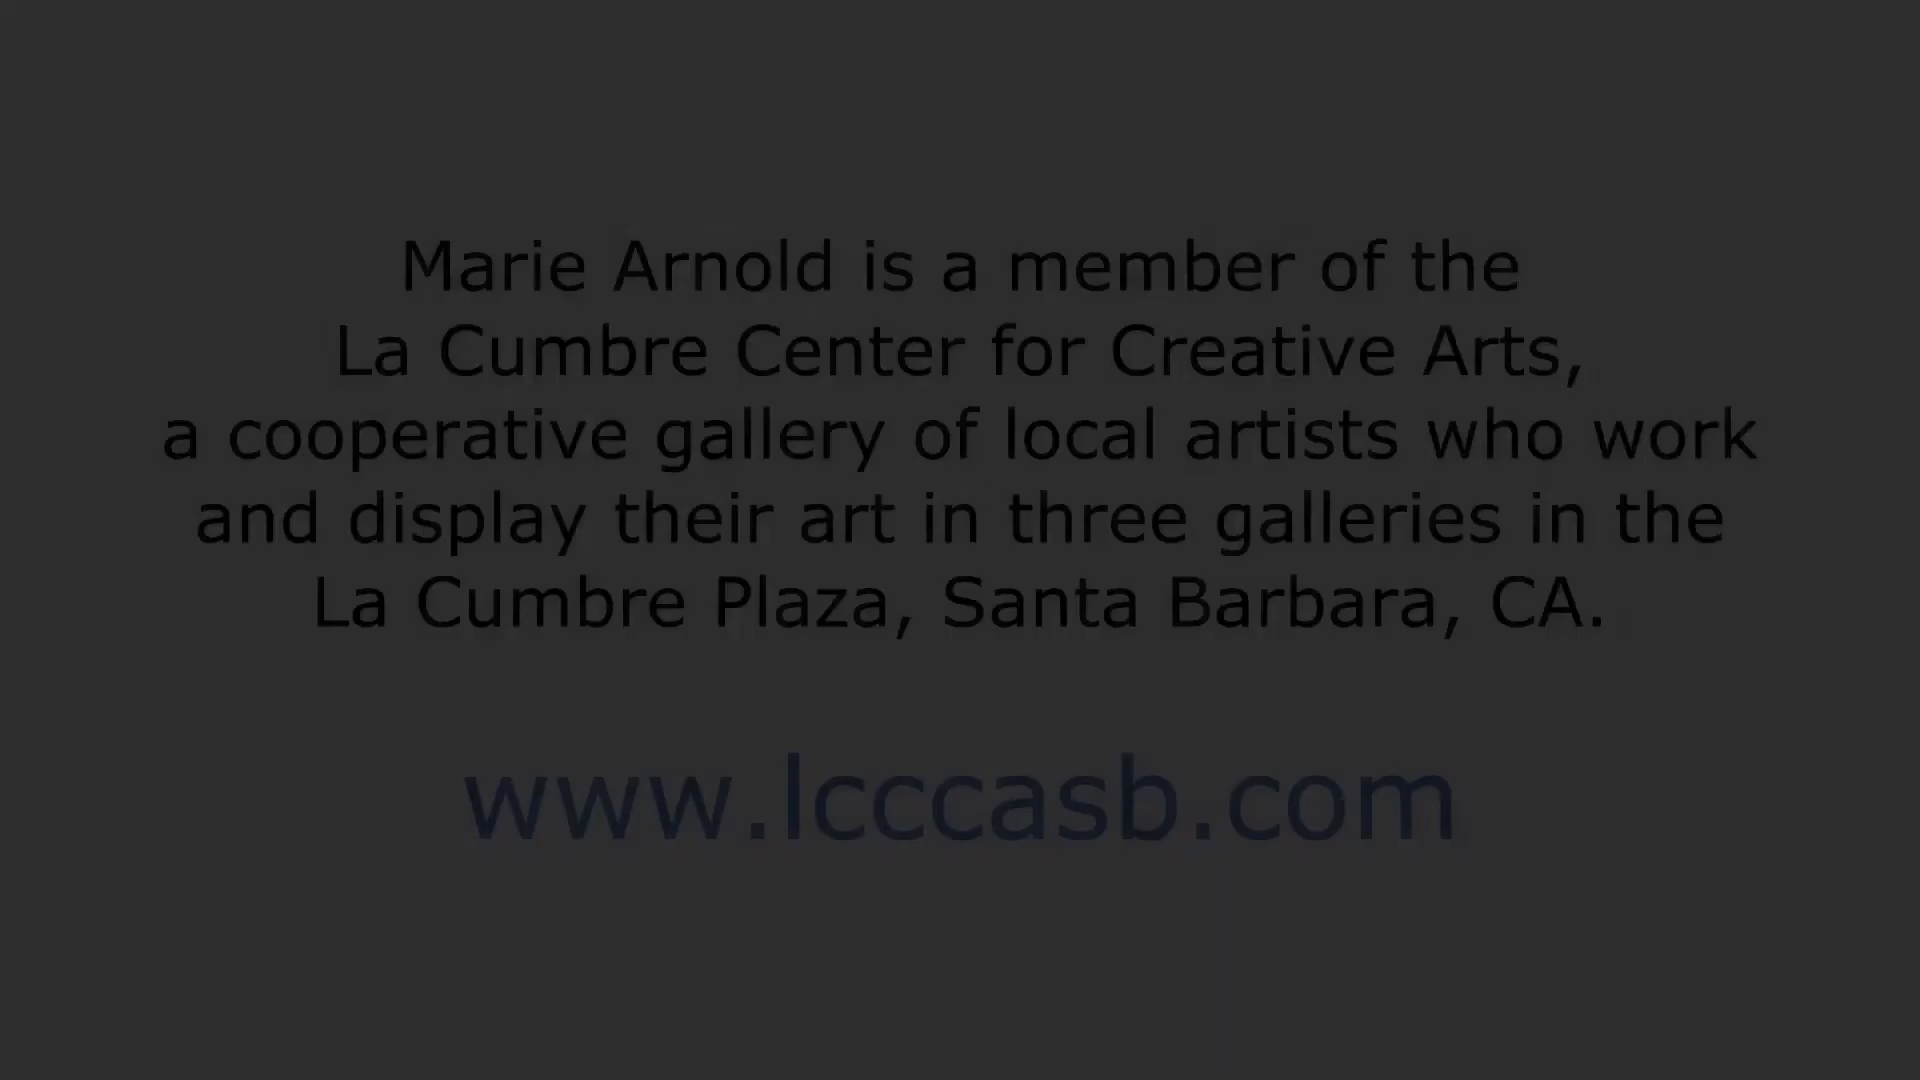 Marie Arnold is a member of the
La Cumbre Center for Creative Arts,
a cooperative gallery of local artists who work
and display their art in three galleries in the
La Cumbre Plaza, Santa Barbara, CA.
www.lcccasb.com